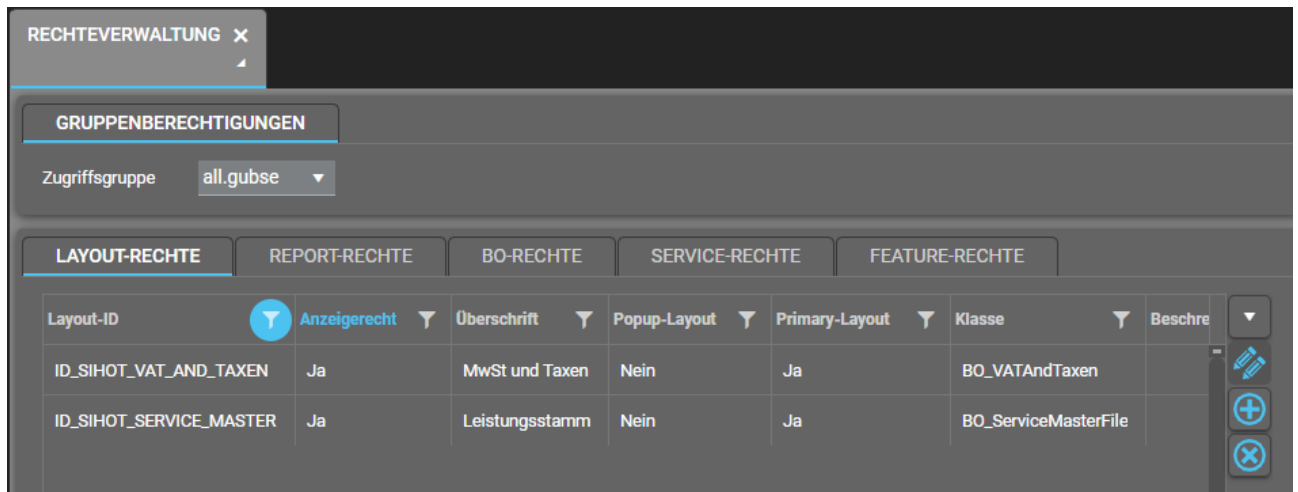 RECHTEVERWALTUNG
GRUPPENBERECHTIGUNGEN
Zugriffsgruppe all.gubse
LAYOUT-RECHTE REPORT-RECHTE BO-RECHTE SERVICE-RECHTE FEATURE-RECHTE
Layout-ID Anzeigerecht Überschrift Popup-Layout Primary-Layout Klasse Beschre
ID_SIHOT_VAT_AND_TAXEN Ja MwSt und Taxen Nein Ja BO_VATAndTaxen
ID_SIHOT_SERVICE_MASTER Ja Leistungsstamm Nein Ja BO_ServiceMasterFile